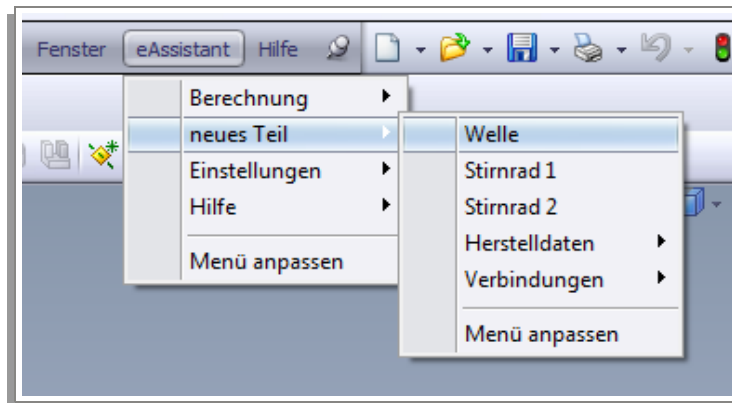 Fenster eAssistant Hilfe
Berechnung
neues Teil
Einstellungen
Hilfe
Menü anpassen
Welle
Stirnrad 1
Stirnrad 2
Herstelldaten
Verbindungen
Menü anpassen